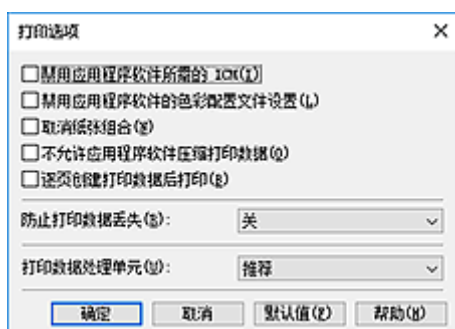 打印选项
禁用应用程序软件所需的 ICM(I)
禁用应用程序软件的色彩配置文件设置(L)
取消纸张组合(N)
不允许应用程序软件压缩打印数据(O)
逐页创建打印数据后打印(R)
防止打印数据丢失(S):
关
打印数据处理单元(U):
推荐
确定 取消 默认值(F) 帮助(H)